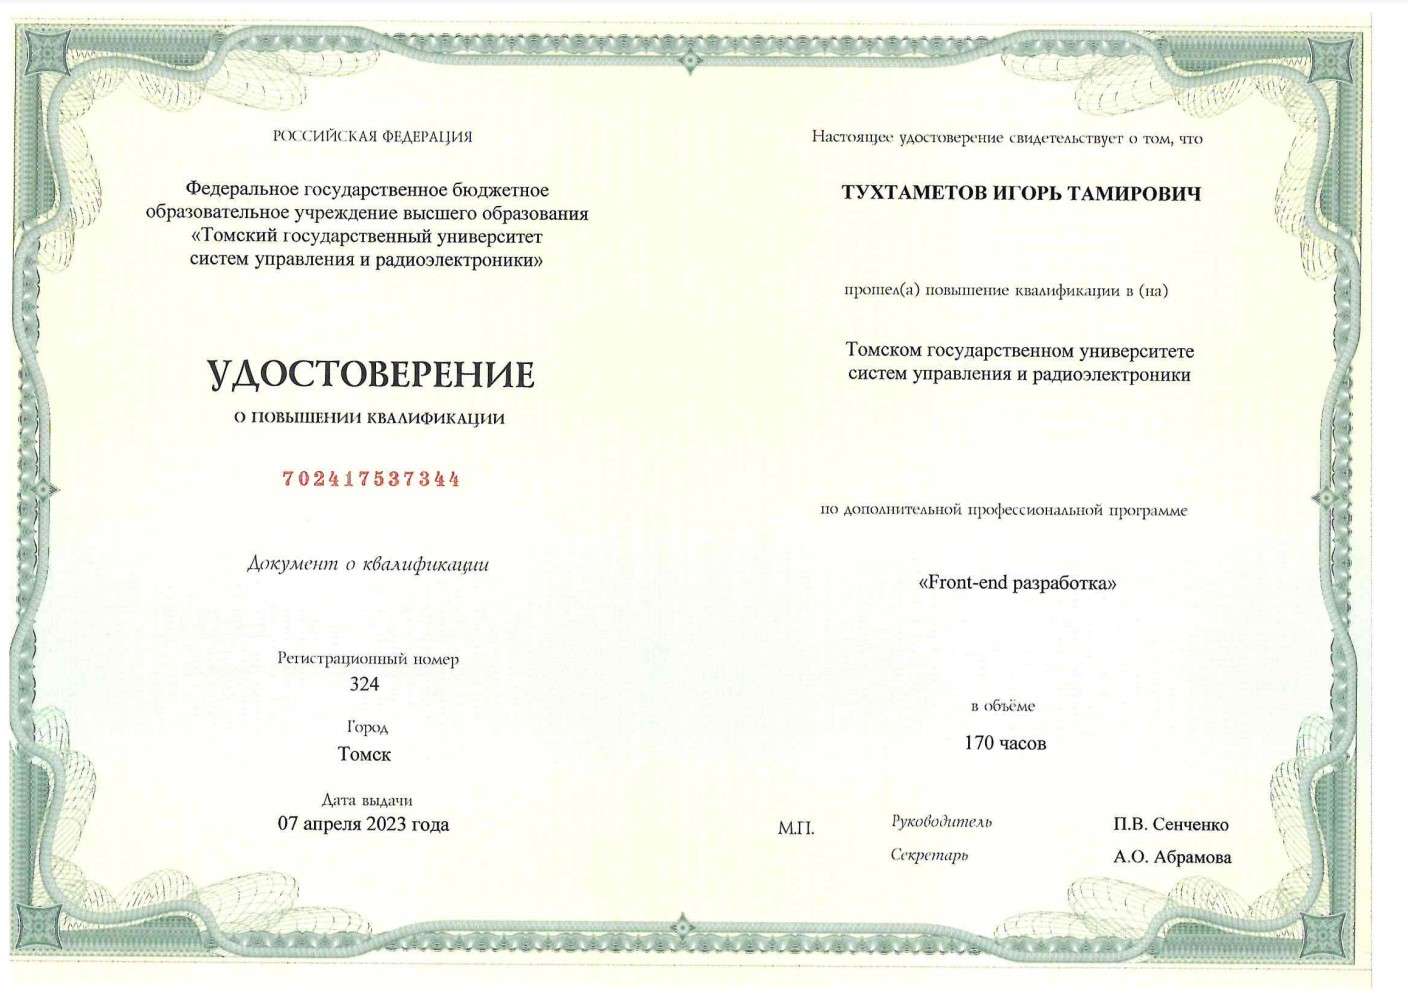 РОССИЙСКАЯ ФЕДЕРАЦИЯ
Федеральное государственное бюджетное
образовательное учреждение высшего образования
«Томский государственный университет
систем управления и радиоэлектроники»
УДОСТОВЕРЕНИЕ
О ПОВЫШЕНИИ КВАЛИФИКАЦИИ
702417537344
Документ о квалификации
Регистрационный номер
324
Город
Томск
Дата выдачи
07 апреля 2023 года
Настоящее удостоверение свидетельствует о том, что
ТУХТАМЕТОВ ИГОРЬ ТАМИРОВИЧ
прошел(а) повышение квалификации в (на)
Томском государственном университете
систем управления и радиоэлектроники
по дополнительной профессиональной программе
«Front-end разработка»
в объёме
170 часов
М.П.
Руководитель П.В. Сенченко
Секретарь А.О. Абрамова